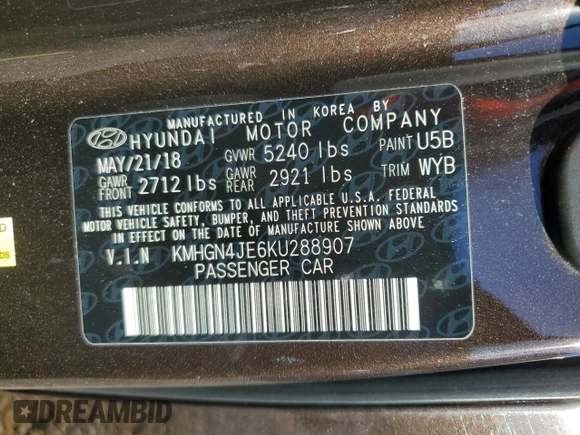 MANUFACTURED IN KOREA BY
HYUNDAI MOTOR COMPANY
MAY/21/18 GVWR 5240 lbs PAINT U5B
GAWR FRONT 2712 lbs GAWR REAR 2921 lbs TRIM WYB
THIS VEHICLE CONFORMS TO ALL APPLICABLE U.S.A. FEDERAL
MOTOR VEHICLE SAFETY, BUMPER, AND THEFT PREVENTION STANDARDS
IN EFFECT ON THE DATE OF MANUFACTURE SHOWN ABOVE.
V.I.N KMHGN4JE6KU288907
PASSENGER CAR
DREAMBID